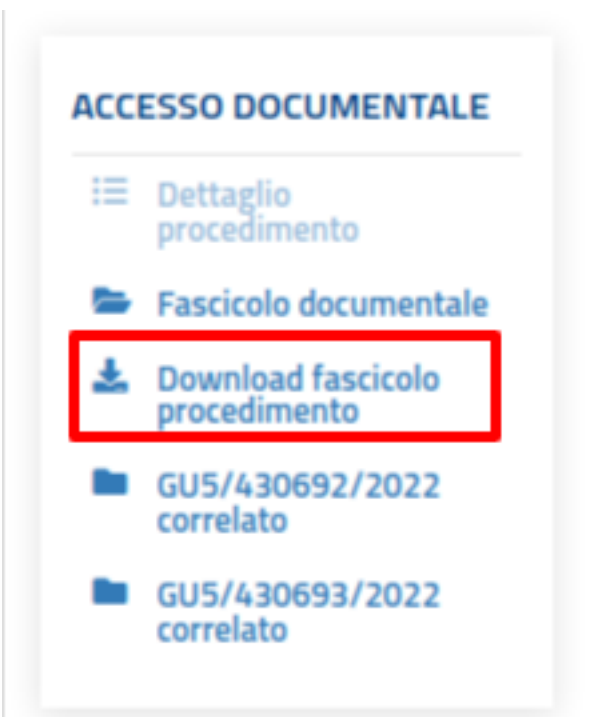 ACCESSO DOCUMENTALE
Dettaglio
procedimento
Fascicolo documentale
Download fascicolo
procedimento
GU5/430692/2022
correlato
GU5/430693/2022
correlato